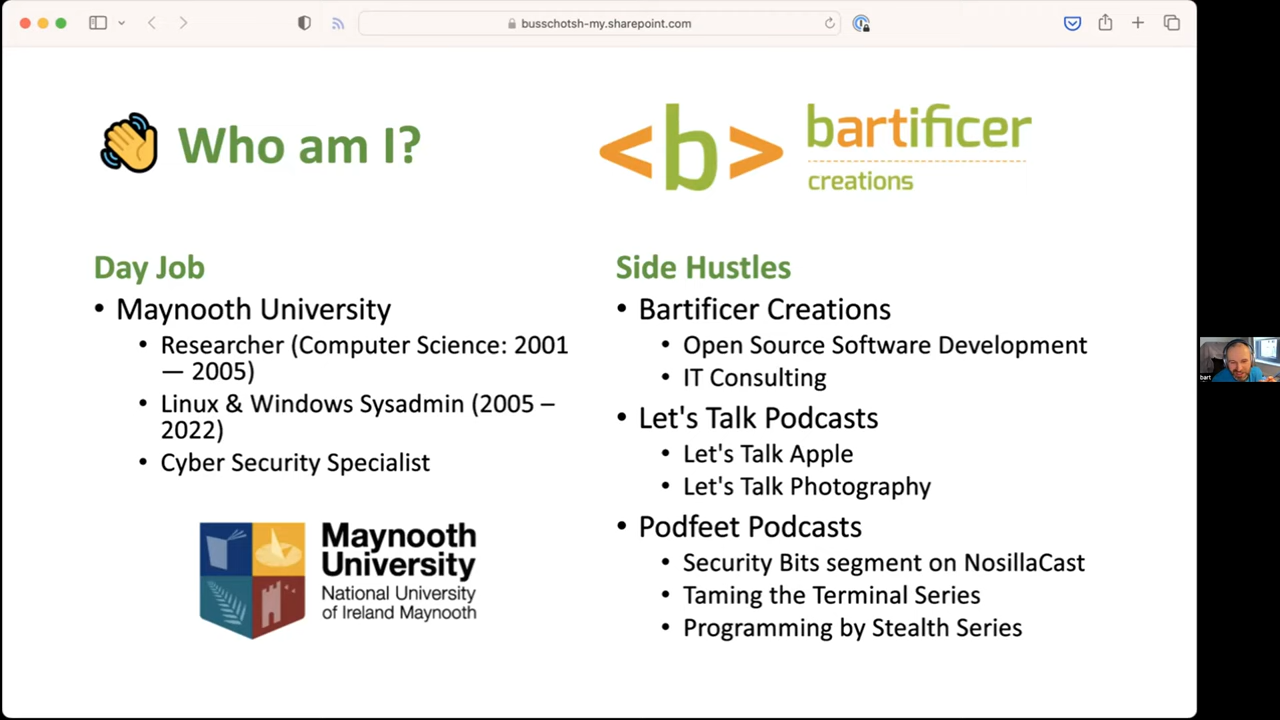 busschotsh-my.sharepoint.com
Who am I?
<b>
bartificer
creations
Day Job
• Maynooth University
• Researcher (Computer Science: 2001
— 2005)
• Linux & Windows Sysadmin (2005 –
2022)
• Cyber Security Specialist
Maynooth
University
National University
of Ireland Maynooth
Side Hustles
• Bartificer Creations
• Open Source Software Development
• IT Consulting
• Let's Talk Podcasts
• Let's Talk Apple
• Let's Talk Photography
• Podfeet Podcasts
• Security Bits segment on NosillaCast
• Taming the Terminal Series
• Programming by Stealth Series
bart